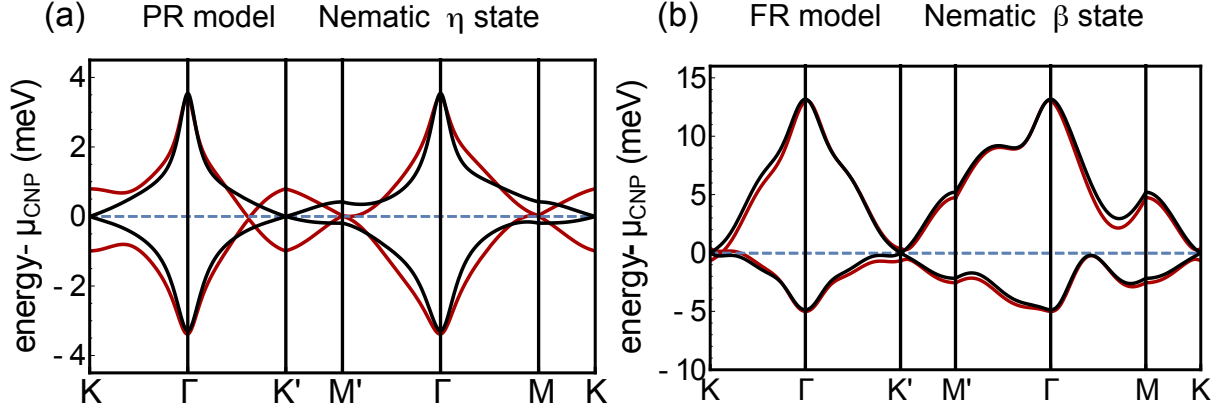 (a) PR model Nematic η state
energy- μCNP (meV)
4
2
0
- 2
- 4
K Γ K' M' Γ M K
(b) FR model Nematic β state
energy- μCNP (meV)
15
10
5
0
- 5
- 10
K Γ K' M' Γ M K